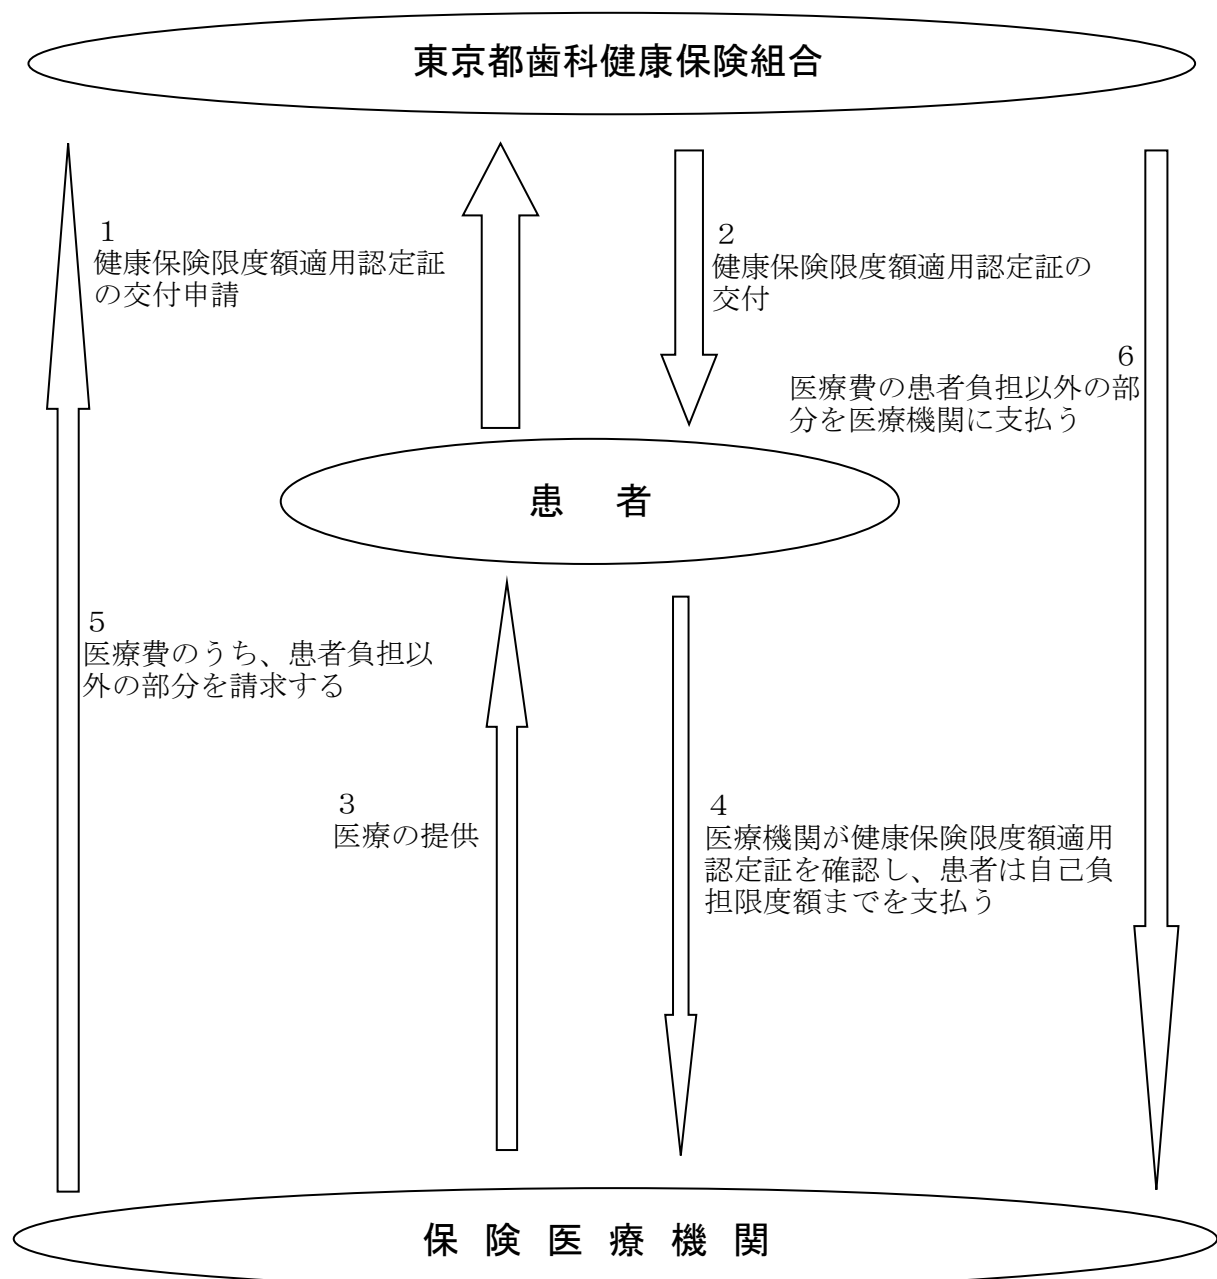 東京都歯科健康保険組合
１
健康保険限度額適用認定証
の交付申請
２
健康保険限度額適用認定証の
交付
６
医療費の患者負担以外の部
分を医療機関に支払う
患　者
５
医療費のうち、患者負担以
外の部分を請求する
３
医療の提供
４
医療機関が健康保険限度額適用
認定証を確認し、患者は自己負
担限度額までを支払う
保 険 医 療 機 関